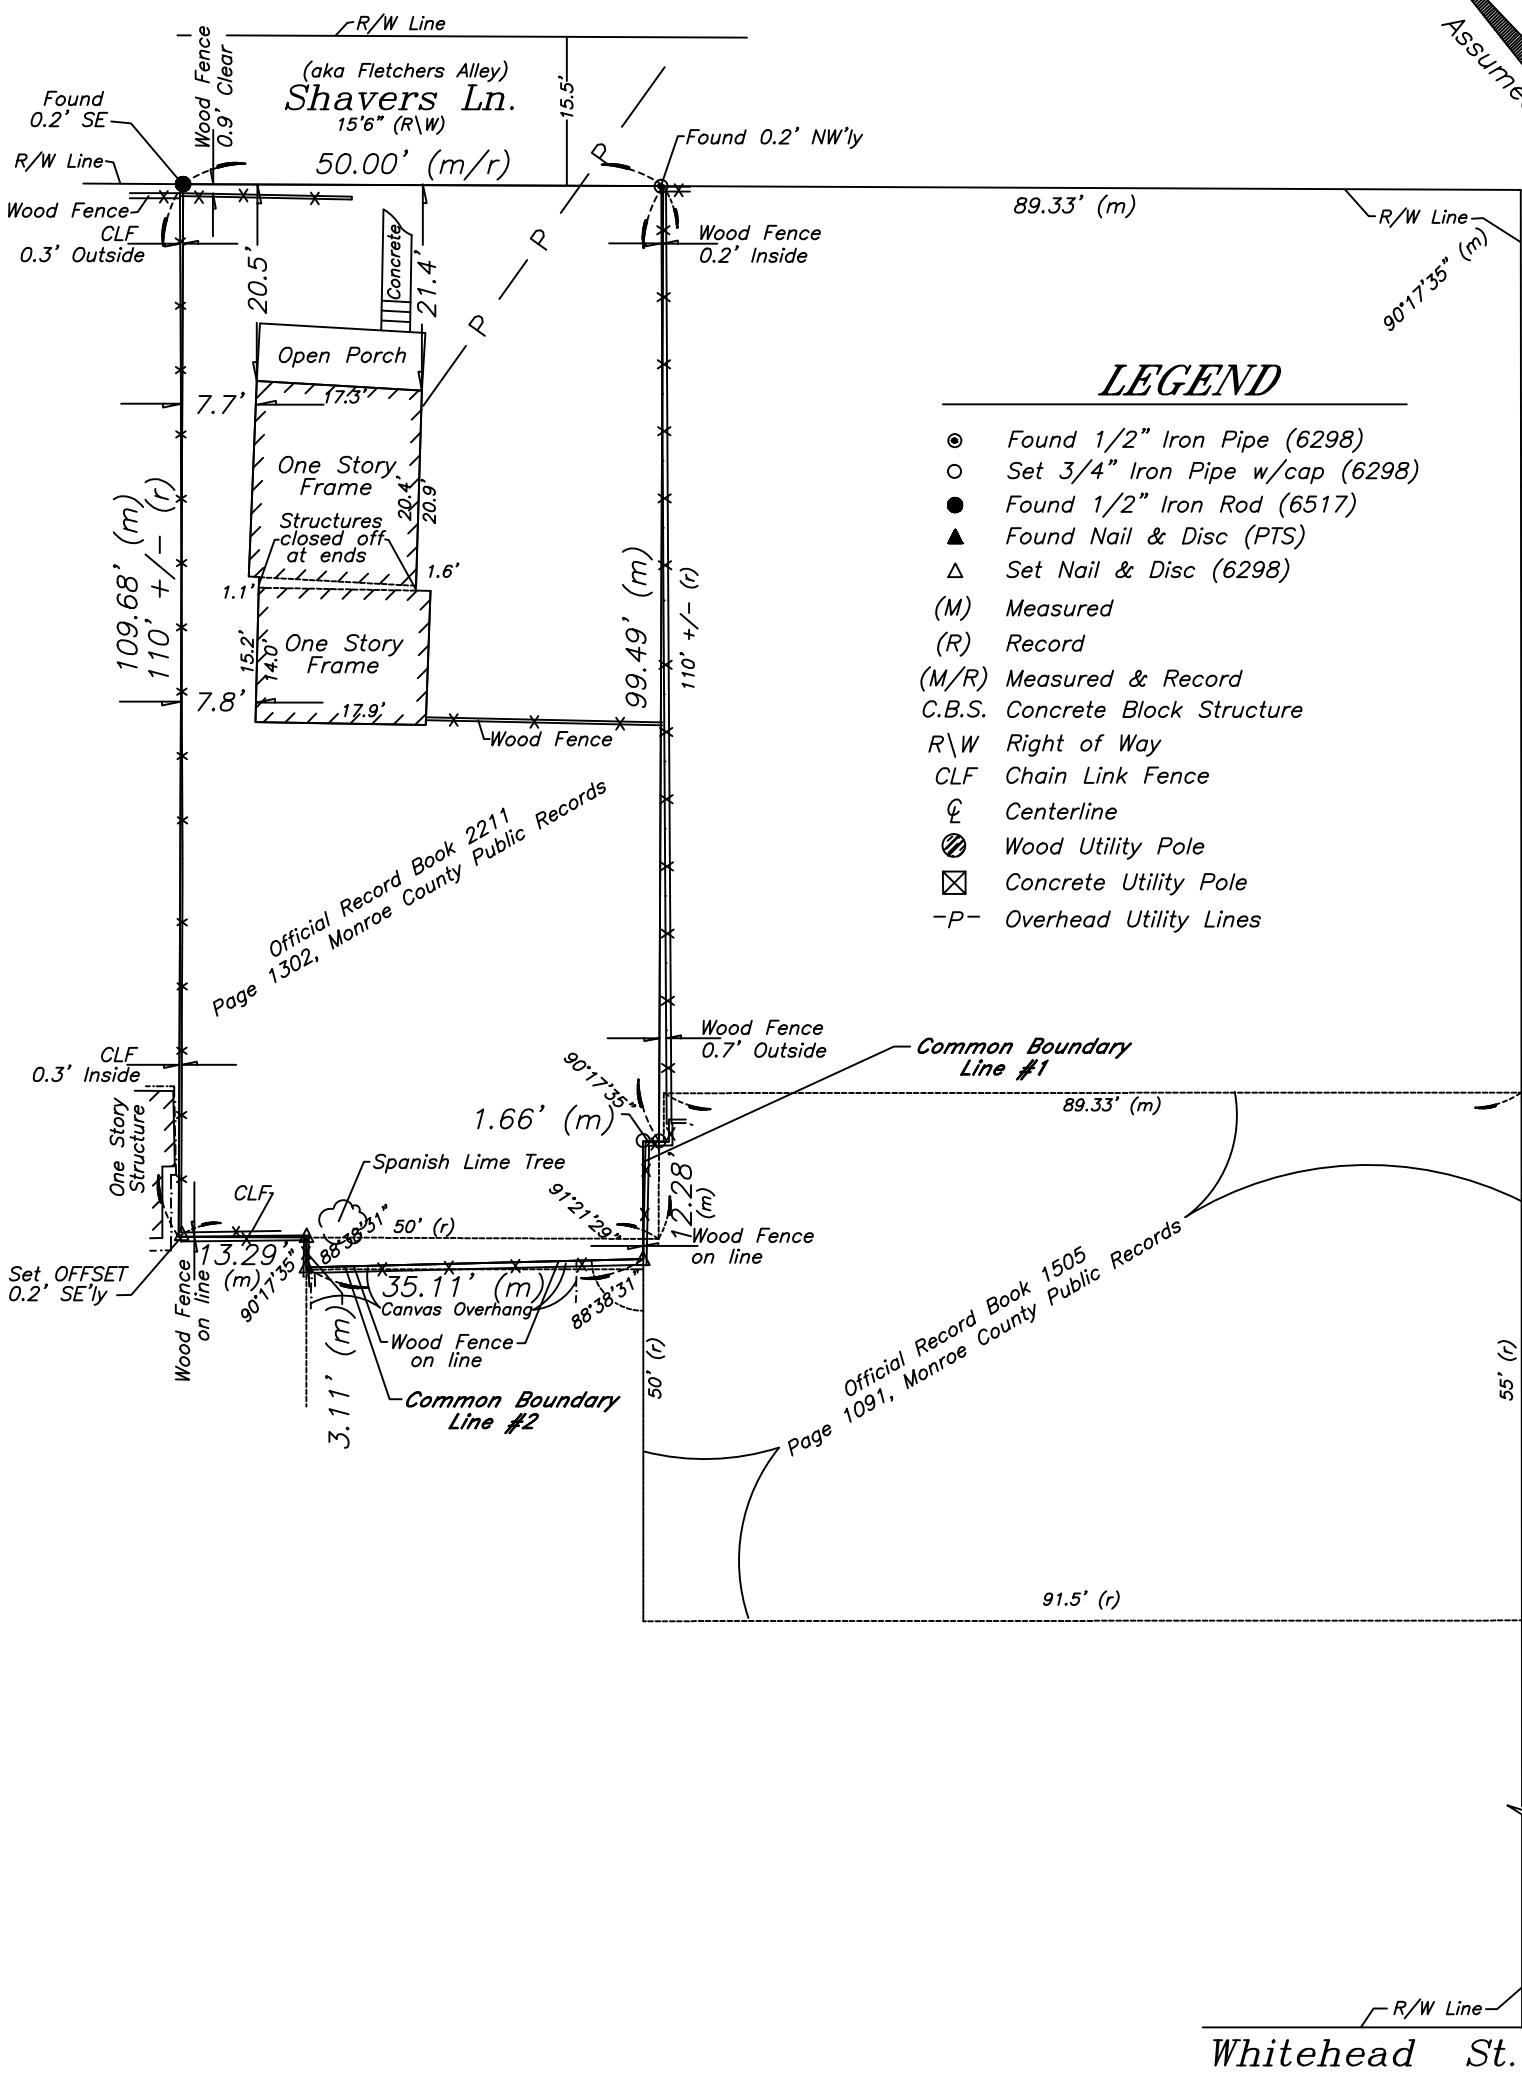 R/W Line
Wood Fence
0.9' Clear
(aka Fletchers Alley)
Shavers Ln.
15'6" (R\W)
15.5'
Found
0.2' SE
R/W Line
50.00' (m/r)
P
Found 0.2' NW'ly
Wood Fence
CLF
0.3' Outside
20.5'
Concrete
21.4'
P
P
Wood Fence
0.2' Inside
89.33' (m)
R/W Line
90°17'35" (m)
Open Porch
7.7'
17.3'
One Story
Frame
20.4'
20.9'
Structures
closed off
at ends
1.6'
1.1'
109.68' (m)
110' +/- (r)
99.49' (m)
110' +/- (r)
15.2'
14.0'
One Story
Frame
7.8'
17.9'
Wood Fence
Official Record Book 2211
Page 1302, Monroe County Public Records
LEGEND
Found 1/2" Iron Pipe (6298)
Set 3/4" Iron Pipe w/cap (6298)
Found 1/2" Iron Rod (6517)
Found Nail & Disc (PTS)
Set Nail & Disc (6298)
(M) Measured
(R) Record
(M/R) Measured & Record
C.B.S. Concrete Block Structure
R\W Right of Way
CLF Chain Link Fence
℄ Centerline
Wood Utility Pole
Concrete Utility Pole
-P- Overhead Utility Lines
CLF
0.3' Inside
One Story
Structure
Wood Fence
0.7' Outside
Common Boundary
Line #1
90°17'35"
1.66' (m)
89.33' (m)
Spanish Lime Tree
CLF
88°38'31"
50' (r)
91°21'29"
12.28'
(m)
Wood Fence
on line
Set OFFSET
0.2' SE'ly
13.29'
(m)
Wood Fence
on line
90°17'35"
35.11' (m)
Canvas Overhang
88°38'31"
3.11' (m)
Wood Fence
on line
Common Boundary
Line #2
50' (r)
Official Record Book 1505
Page 1091, Monroe County Public Records
55' (r)
91.5' (r)
R/W Line
Whitehead St.